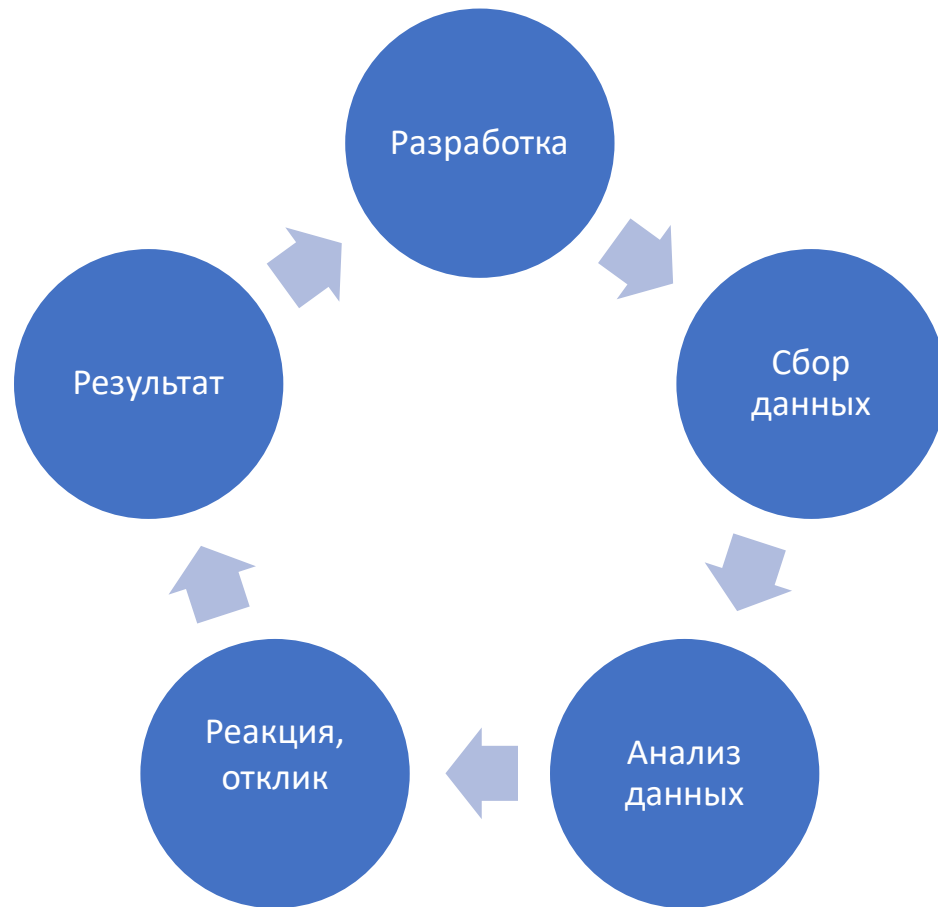 Разработка
Сбор
данных
Анализ
данных
Реакция,
отклик
Результат